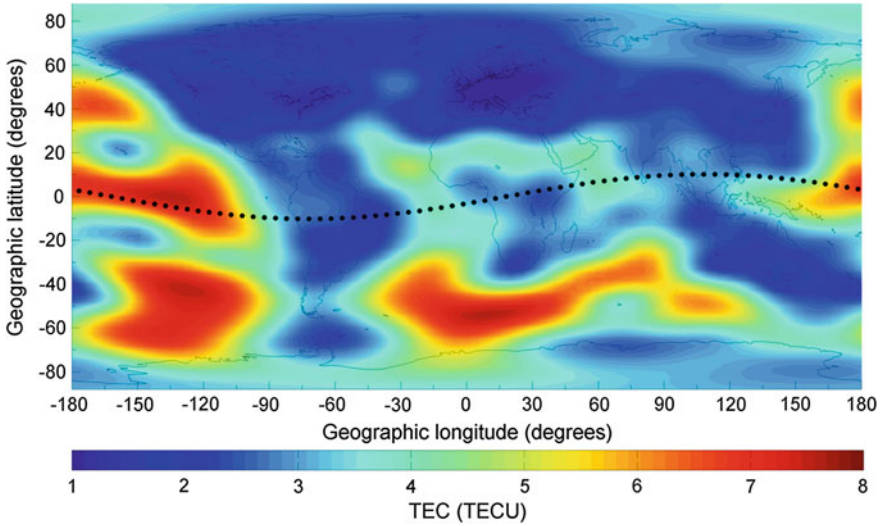 80
60
40
20
0
-20
-40
-60
-80
Geographic latitude (degrees)
-180 -150 -120 -90 -60 -30 0 30 60 90 120 150 180
Geographic longitude (degrees)
1 2 3 4 5 6 7 8
TEC (TECU)